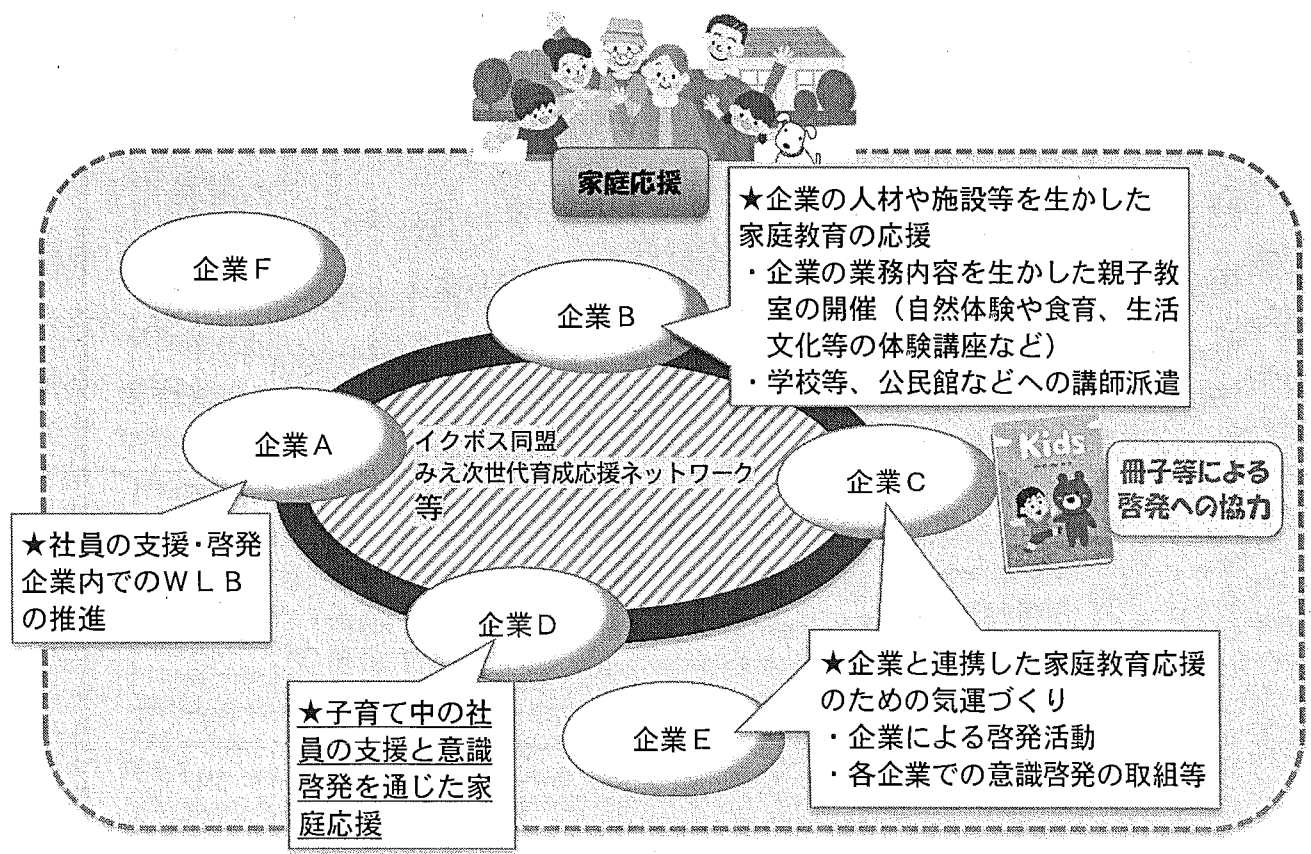 家庭応援
★企業の人材や施設等を生かした
家庭教育の応援
・企業の業務内容を生かした親子教
室の開催（自然体験や食育、生活
文化等の体験講座など）
・学校等、公民館などへの講師派遣
企業F
企業B
企業A
イクボス同盟
みえ次世代育成応援ネットワーク
等
企業C
Kids
冊子等による
啓発への協力
★社員の支援・啓発
企業内でのWLB
の推進
企業D
★子育て中の社
員の支援と意識
啓発を通じた家
庭応援
企業E
★企業と連携した家庭教育応援
のための気運づくり
・企業による啓発活動
・各企業での意識啓発の取組等